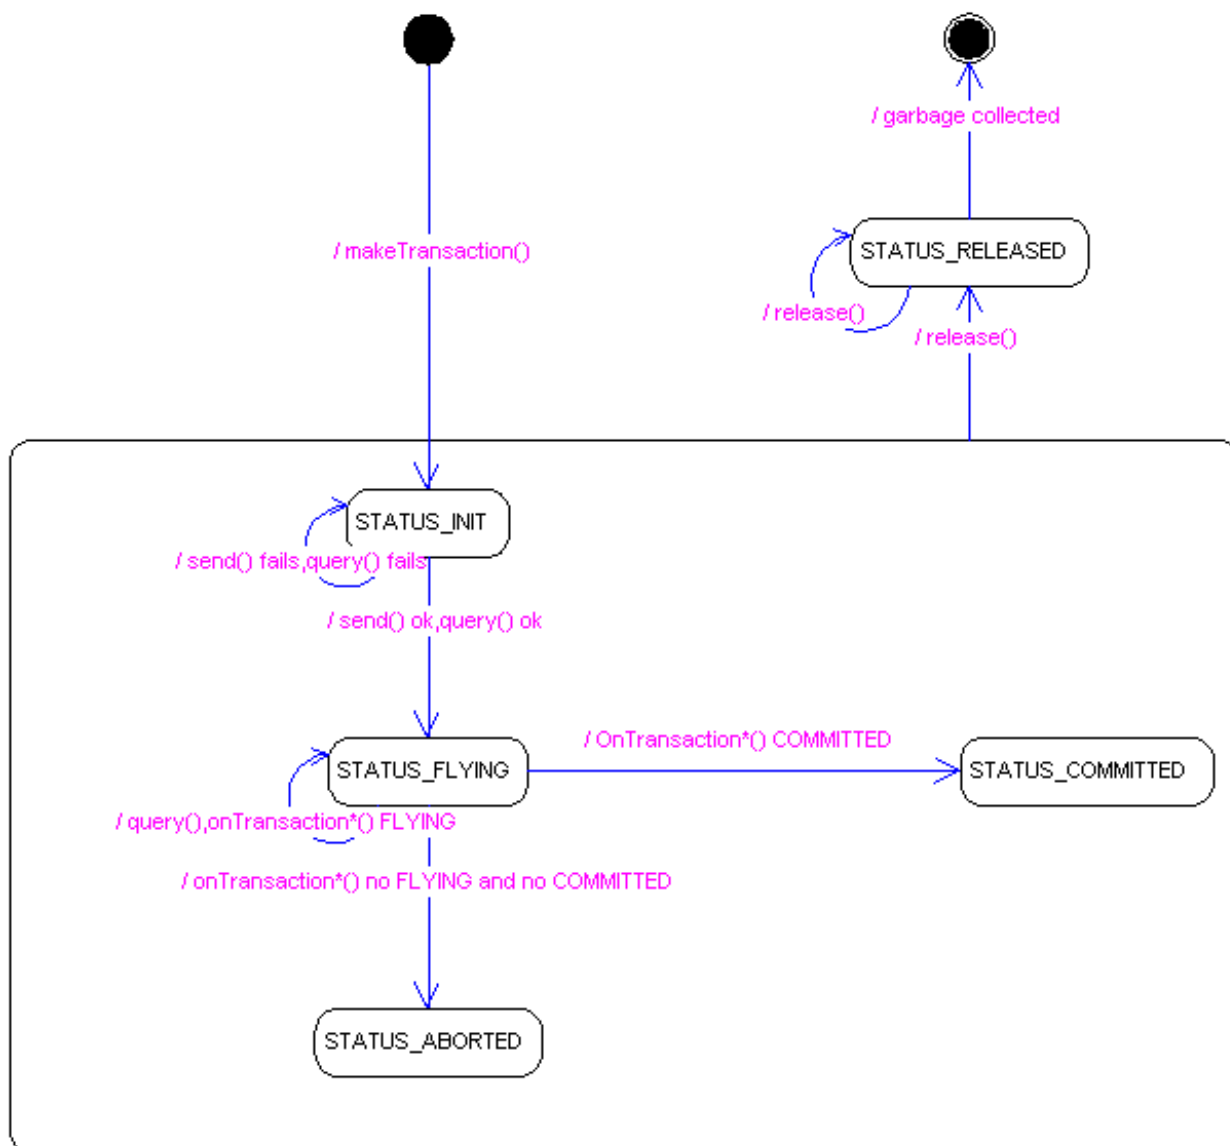 / garbage collected
/ makeTransaction()
STATUS_RELEASED
/ release()
/ release()
STATUS_INIT
/ send() fails,query() fails
/ send() ok,query() ok
/ OnTransaction*() COMMITTED
STATUS_FLYING
STATUS_COMMITTED
/ query(),onTransaction*() FLYING
/ onTransaction*() no FLYING and no COMMITTED
STATUS_ABORTED